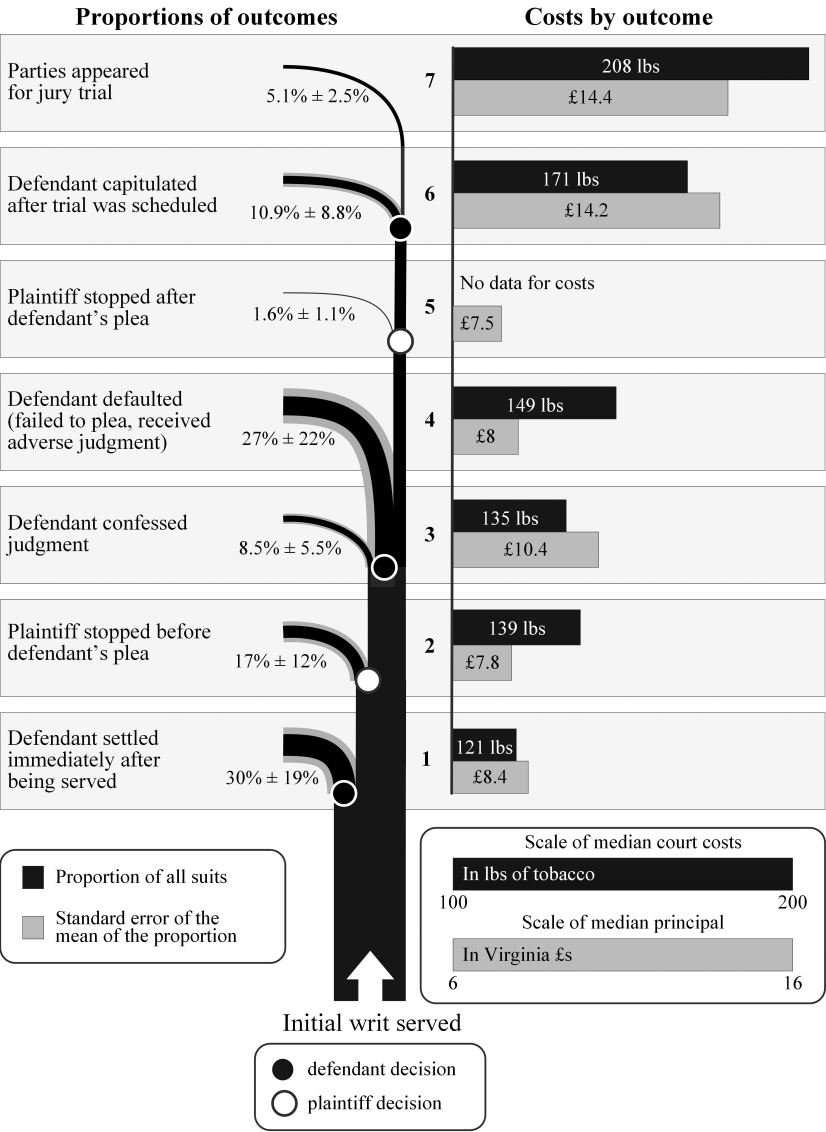 Proportions of outcomes
Costs by outcome
Parties appeared
for jury trial
5.1% ± 2.5%
7
208 lbs
£14.4
Defendant capitulated
after trial was scheduled
10.9% ± 8.8%
6
171 lbs
£14.2
Plaintiff stopped after
defendant’s plea
1.6% ± 1.1%
5
No data for costs
£7.5
Defendant defaulted
(failed to plea, received
adverse judgment)
27% ± 22%
4
149 lbs
£8
Defendant confessed
judgment
8.5% ± 5.5%
3
135 lbs
£10.4
Plaintiff stopped before
defendant’s plea
17% ± 12%
2
139 lbs
£7.8
Defendant settled
immediately after
being served
30% ± 19%
1
121 lbs
£8.4
Proportion of all suits
Standard error of the
mean of the proportion
Scale of median court costs
In lbs of tobacco
100 200
Scale of median principal
In Virginia £s
6 16
Initial writ served
defendant decision
plaintiff decision